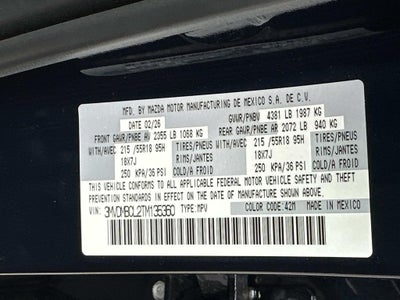 MFD. BY MAZDA MOTOR MANUFACTURING DE MEXICO S.A. DE C.V.
DATE 02/26 GVWR/PNBV 4381 LB 1987 KG
FRONT GAWR/PNBE AV 2355 LB 1068 KG REAR GAWR/PNBE AR 2072 LB 940 KG
WITH/AVEC 215 /55R18 95H TIRES/PNEUS WITH/AVEC 215 /55R18 95H TIRES/PNEUS
18X7J RIMS/JANTES 18X7J RIMS/JANTES
250 KPA/36 PSI COLD/A FROID 250 KPA/36 PSI COLD/A FROID
THIS VEHICLE CONFORMS TO ALL APPLICABLE FEDERAL MOTOR VEHICLE SAFETY AND
THEFT PREVENTION STANDARDS IN EFFECT ON THE DATE OF MANUFACTURE SHOWN ABOVE.
VIN: 3MVDMBCL2TM135350 TYPE:MPV COLOR CODE:42M MADE IN MEXICO